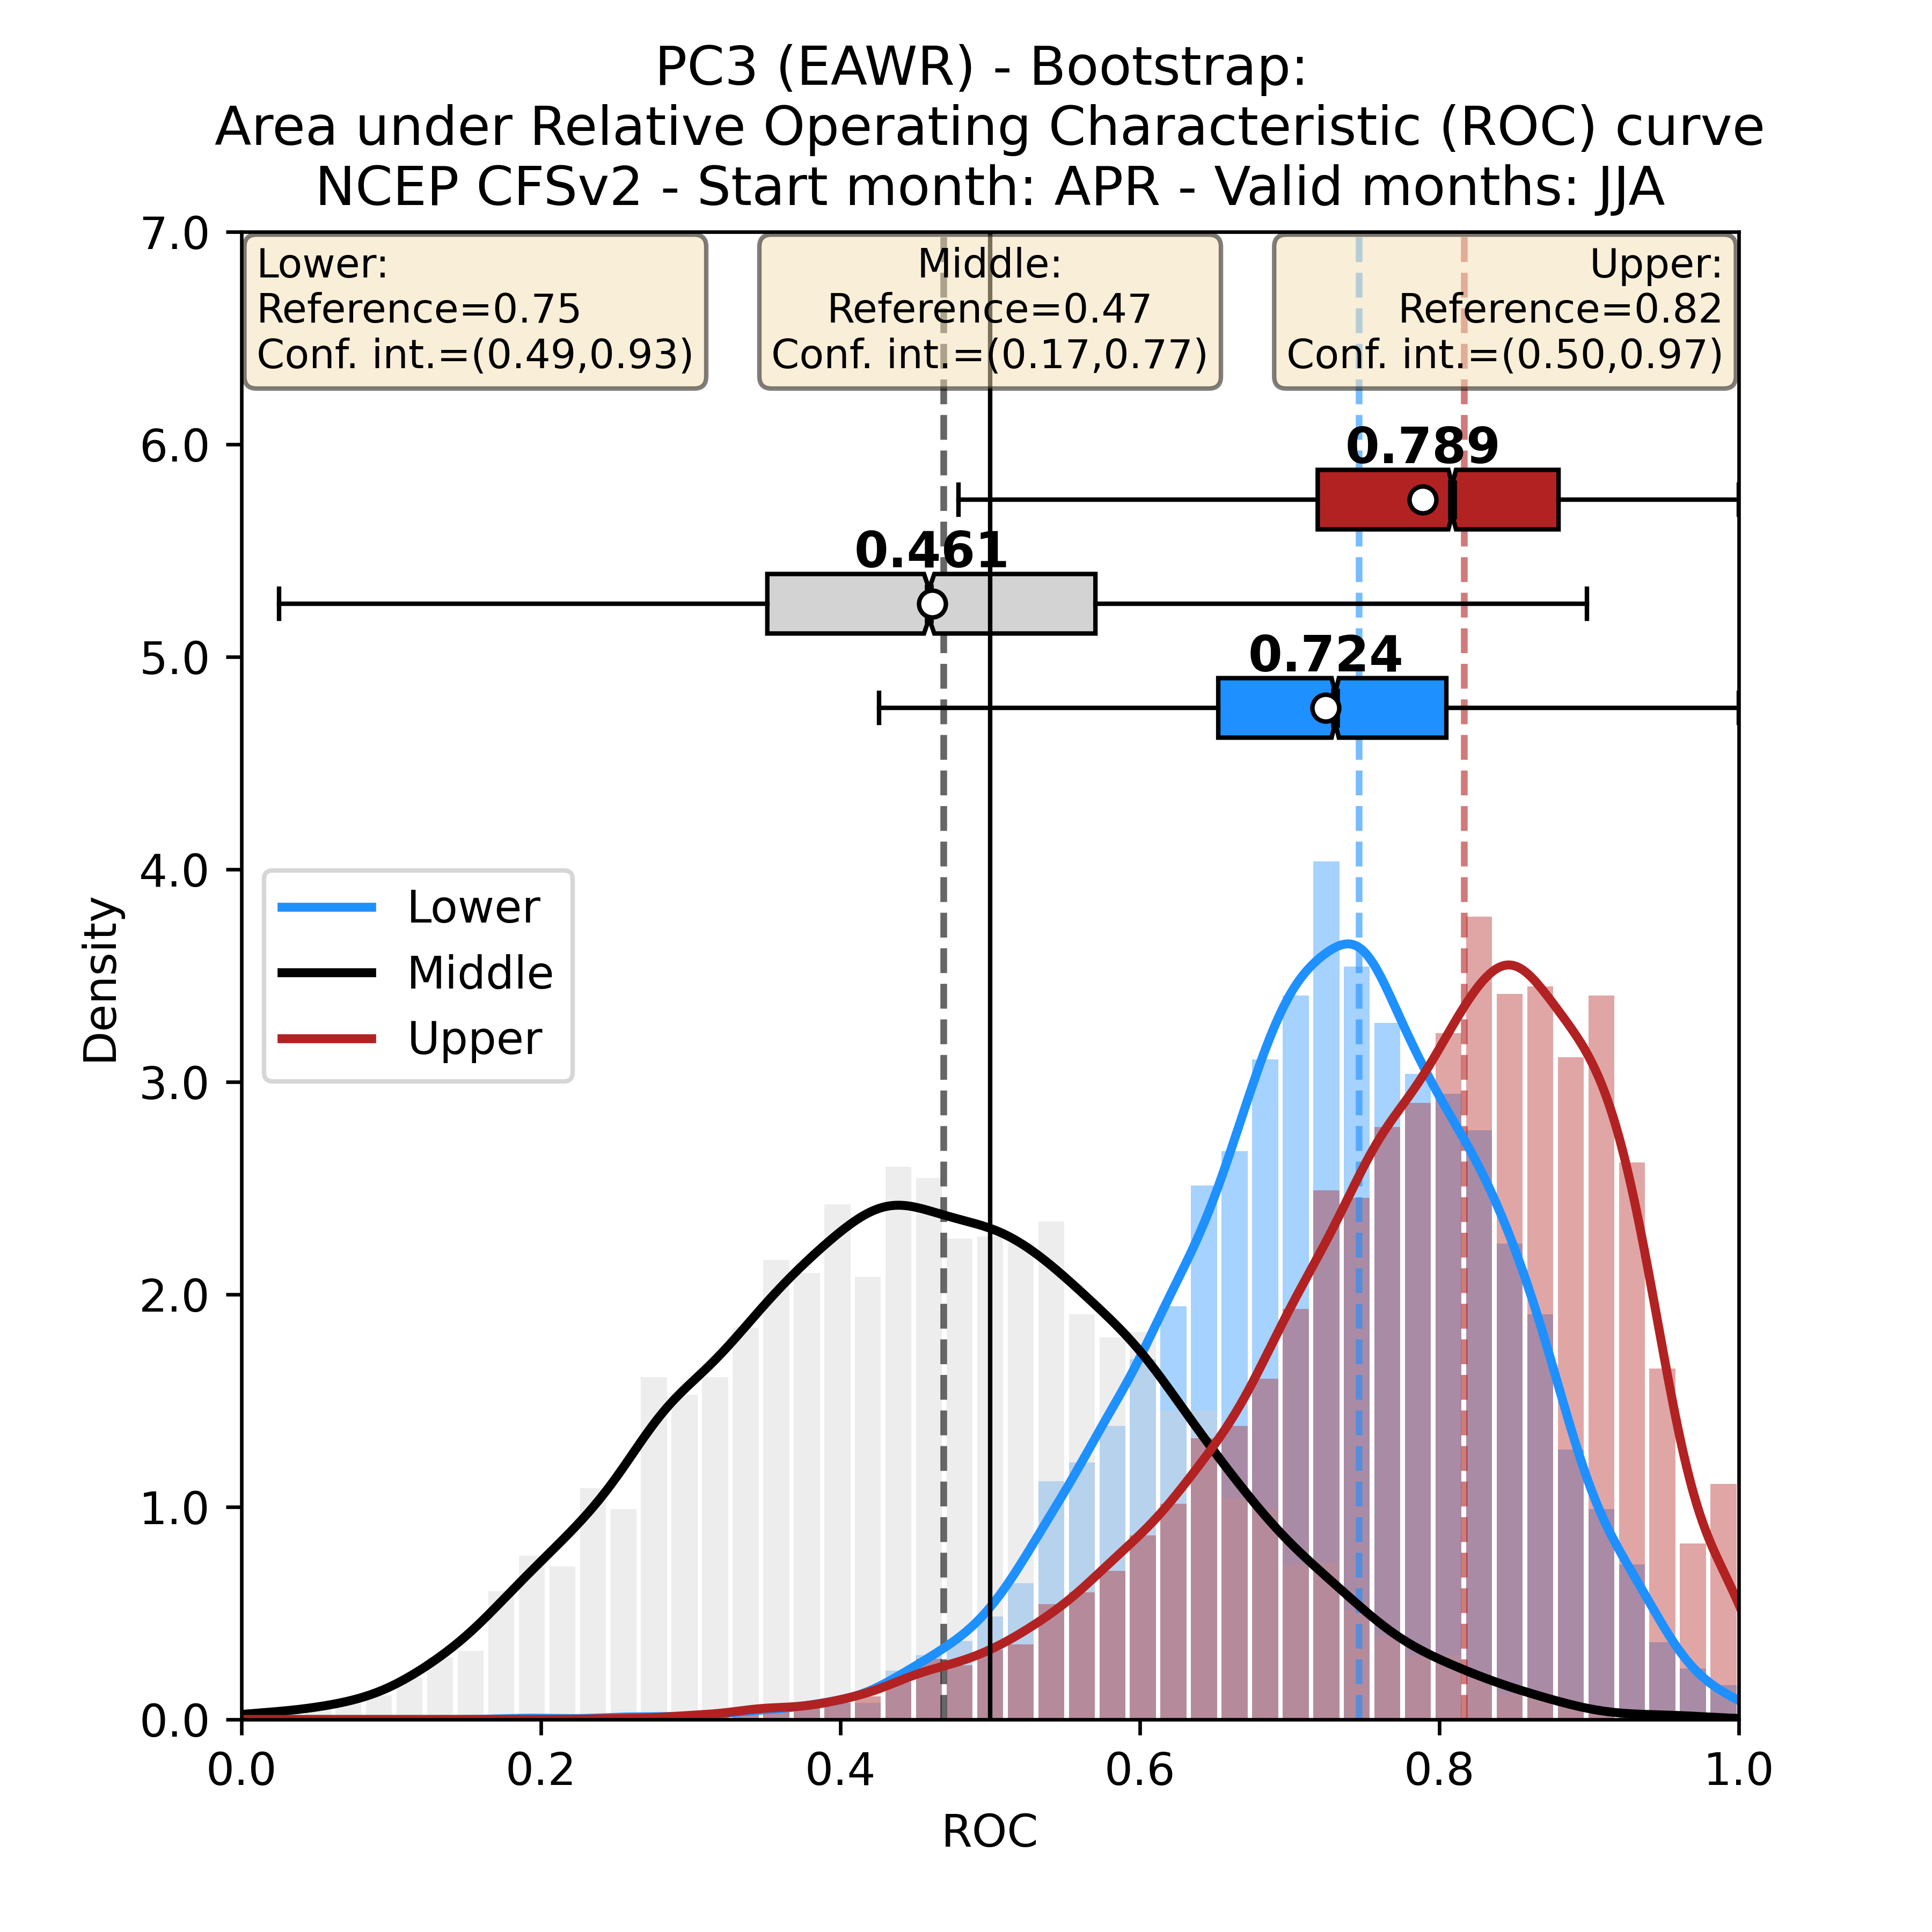 PC3 (EAWR) - Bootstrap:
Area under Relative Operating Characteristic (ROC) curve
NCEP CFSv2 - Start month: APR - Valid months: JJA
Lower:
Reference=0.75
Conf. int.=(0.49,0.93)
Middle:
Reference=0.47
Conf. int.=(0.17,0.77)
Upper:
Reference=0.82
Conf. int.=(0.50,0.97)
0.789
0.461
0.724
Lower
Middle
Upper
Density
7.0
6.0
5.0
4.0
3.0
2.0
1.0
0.0
0.0 0.2 0.4 0.6 0.8 1.0
ROC